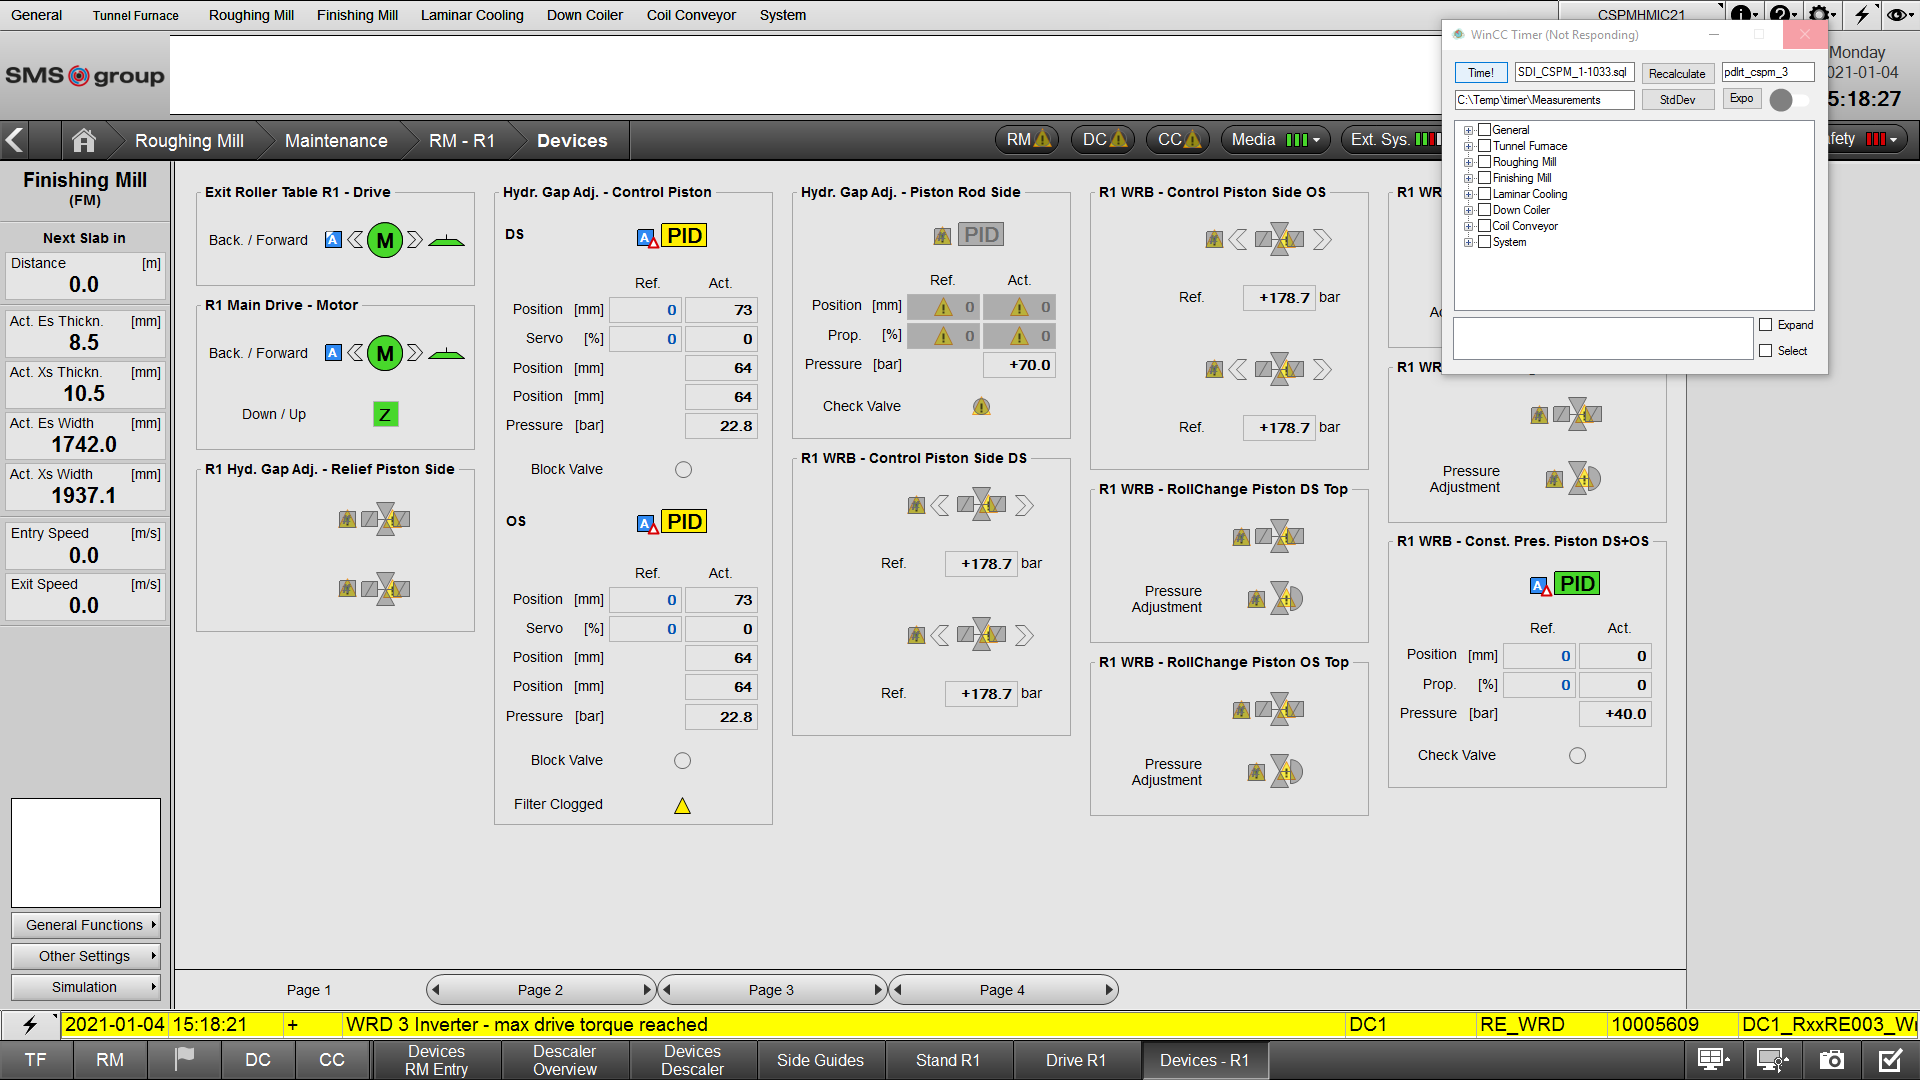 General Tunnel Furnace Roughing Mill Finishing Mill Laminar Cooling Down Coiler Coil Conveyor System CSPMHMIC21
SMS group
Monday
2021-01-04
5:18:27
WinCC Timer (Not Responding)
Time! SDI_CSPM_1-1033.sql Recalculate pdlrt_cspm_3
C:\Temp\timer\Measurements StdDev Expo
General
Tunnel Furnace
Roughing Mill
Finishing Mill
Laminar Cooling
Down Coiler
Coil Conveyor
System
Expand
Select
Roughing Mill Maintenance RM - R1 Devices RM DC CC Media Ext. Sys. fety
Finishing Mill
(FM)
Next Slab in
Distance [m]
0.0
Act. Es Thickn. [mm]
8.5
Act. Xs Thickn. [mm]
10.5
Act. Es Width [mm]
1742.0
Act. Xs Width [mm]
1937.1
Entry Speed [m/s]
0.0
Exit Speed [m/s]
0.0
General Functions
Other Settings
Simulation
Exit Roller Table R1 - Drive
Back. / Forward A M
R1 Main Drive - Motor
Back. / Forward A M
Down / Up Z
R1 Hyd. Gap Adj. - Relief Piston Side
Hydr. Gap Adj. - Control Piston
DS A PID
Ref. Act.
Position [mm] 0 73
Servo [%] 0 0
Position [mm] 64
Position [mm] 64
Pressure [bar] 22.8
Block Valve
OS A PID
Ref. Act.
Position [mm] 0 73
Servo [%] 0 0
Position [mm] 64
Position [mm] 64
Pressure [bar] 22.8
Block Valve
Filter Clogged
Hydr. Gap Adj. - Piston Rod Side
PID
Ref. Act.
Position [mm] 0 0
Prop. [%] 0 0
Pressure [bar] +70.0
Check Valve
R1 WRB - Control Piston Side DS
Ref. +178.7 bar
Ref. +178.7 bar
R1 WRB - Control Piston Side OS
Ref. +178.7 bar
Ref. +178.7 bar
R1 WRB - RollChange Piston DS Top
Pressure
Adjustment
R1 WRB - RollChange Piston OS Top
Pressure
Adjustment
R1 WR
A
R1 WR
Pressure
Adjustment
R1 WRB - Const. Pres. Piston DS+OS
A PID
Ref. Act.
Position [mm] 0 0
Prop. [%] 0 0
Pressure [bar] +40.0
Check Valve
Page 1 Page 2 Page 3 Page 4
2021-01-04 15:18:21 + WRD 3 Inverter - max drive torque reached DC1 RE_WRD 10005609 DC1_RxxRE003_W
TF RM DC CC Devices RM Entry Descaler Overview Devices Descaler Side Guides Stand R1 Drive R1 Devices - R1